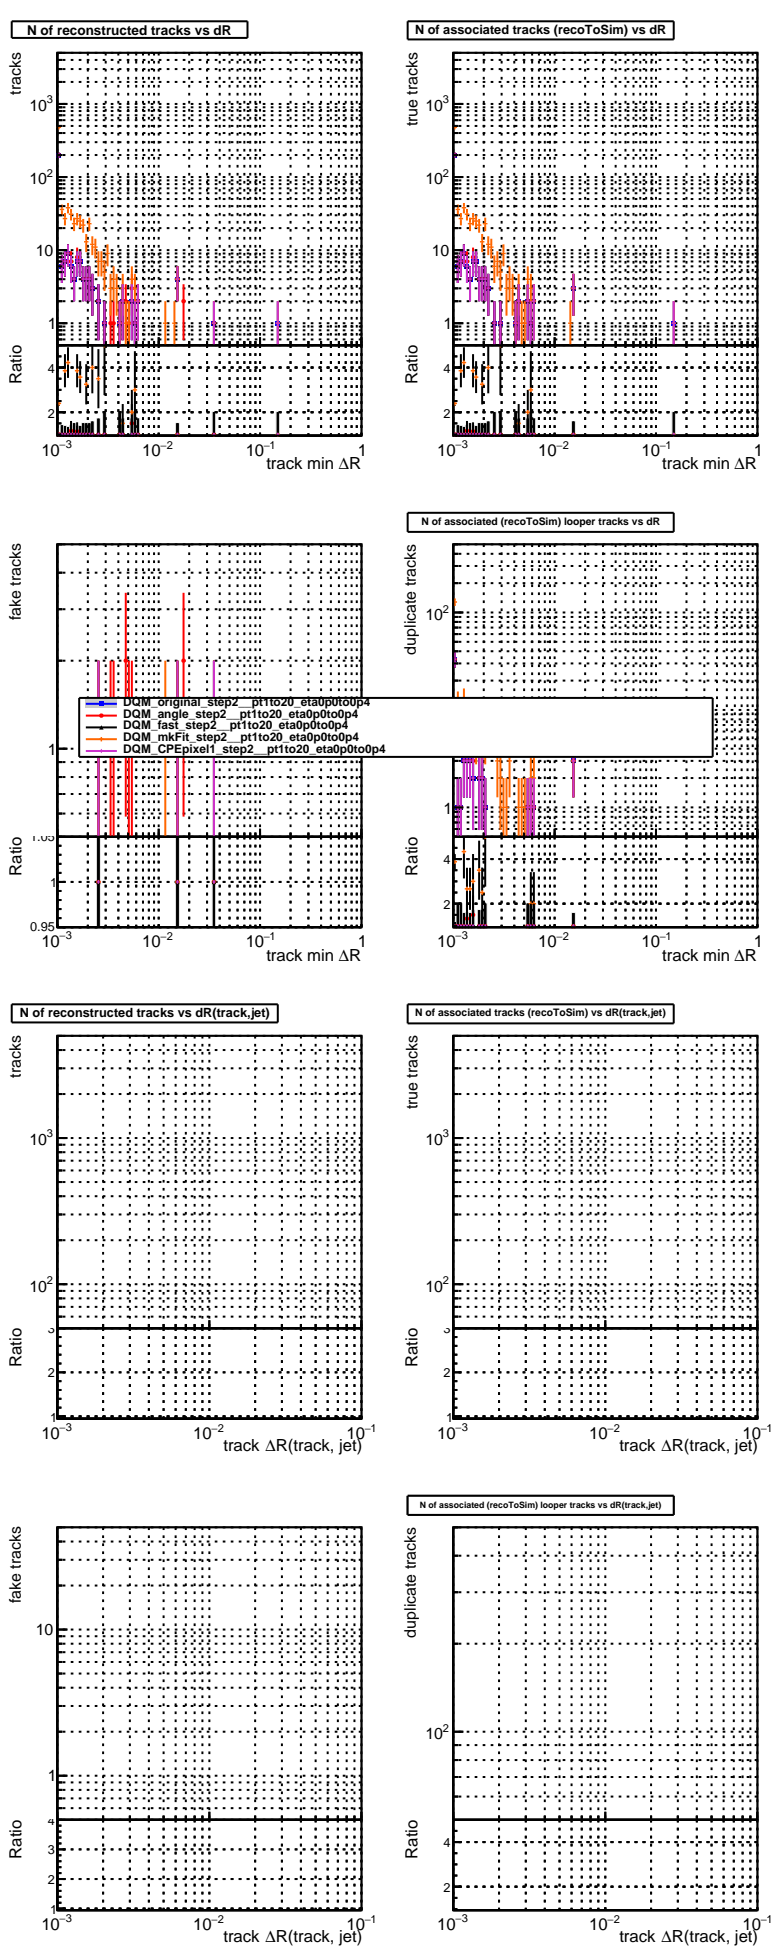 N of reconstructed tracks vs dR
N of associated tracks (recoToSim) vs dR
tracks
10³
10²
10
1
Ratio
4
2
10⁻³ 10⁻² 10⁻¹ 1
track min ΔR
true tracks
10³
10²
10
1
Ratio
4
2
10⁻³ 10⁻² 10⁻¹ 1
track min ΔR
N of associated (recoToSim) looper tracks vs dR
fake tracks
1
Ratio
1.05
1
0.95
10⁻³ 10⁻² 10⁻¹ 1
track min ΔR
duplicate tracks
10²
1
Ratio
4
2
10⁻³ 10⁻² 10⁻¹ 1
track min ΔR
DQM_original_step2__pt1to20_eta0p0to0p4
DQM_angle_step2__pt1to20_eta0p0to0p4
DQM_fast_step2__pt1to20_eta0p0to0p4
DQM_mkFit_step2__pt1to20_eta0p0to0p4
DQM_CPEpixel1_step2__pt1to20_eta0p0to0p4
N of reconstructed tracks vs dR(track,jet)
N of associated tracks (recoToSim) vs dR(track,jet)
tracks
10³
10²
Ratio
3
2
1
10⁻³ 10⁻² 10⁻¹
track ΔR(track, jet)
true tracks
10³
10²
Ratio
3
2
1
10⁻³ 10⁻² 10⁻¹
track ΔR(track, jet)
N of associated (recoToSim) looper tracks vs dR(track,jet)
fake tracks
10
1
Ratio
4
3
2
1
10⁻³ 10⁻² 10⁻¹
track ΔR(track, jet)
duplicate tracks
10²
Ratio
4
2
10⁻³ 10⁻² 10⁻¹
track ΔR(track, jet)